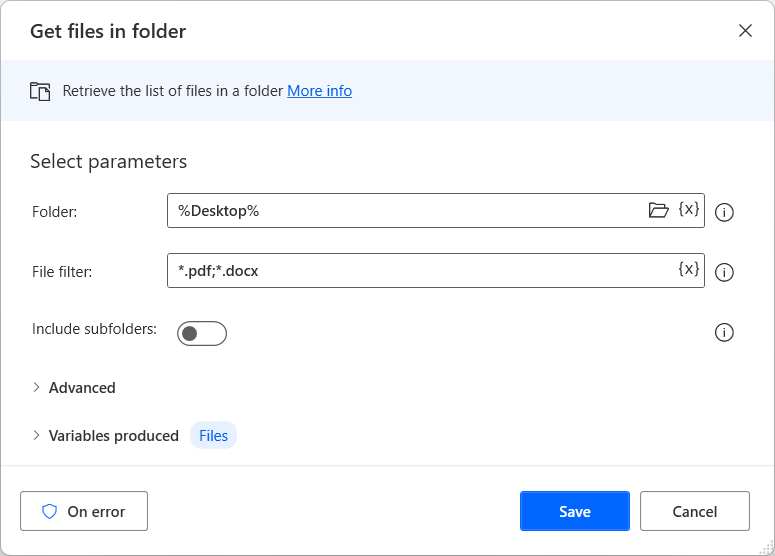 Get files in folder
Retrieve the list of files in a folder More info
Select parameters
Folder: %Desktop% {x}
File filter: *.pdf;*.docx {x}
Include subfolders:
Advanced
Variables produced Files
On error Save Cancel